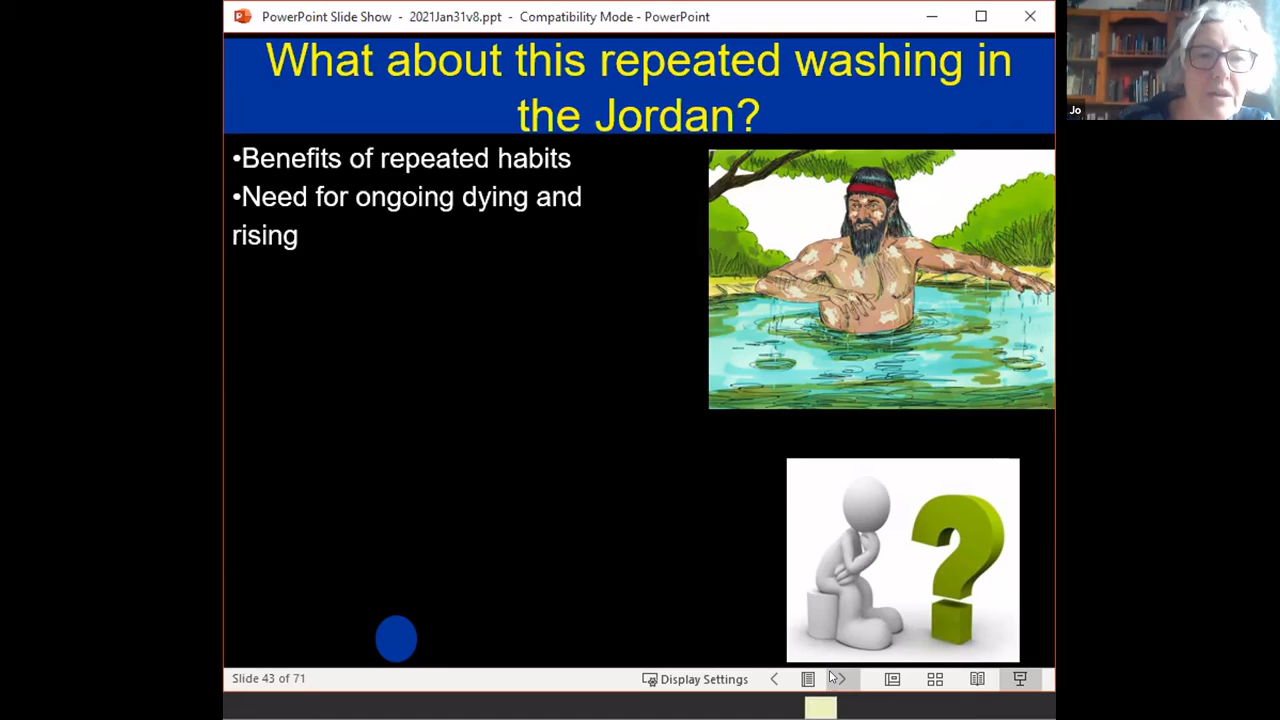 PowerPoint Slide Show - 2021Jan31v8.ppt - Compatibility Mode - PowerPoint
Jo
What about this repeated washing in
the Jordan?
•Benefits of repeated habits
•Need for ongoing dying and
rising
?
Slide 43 of 71
Display Settings